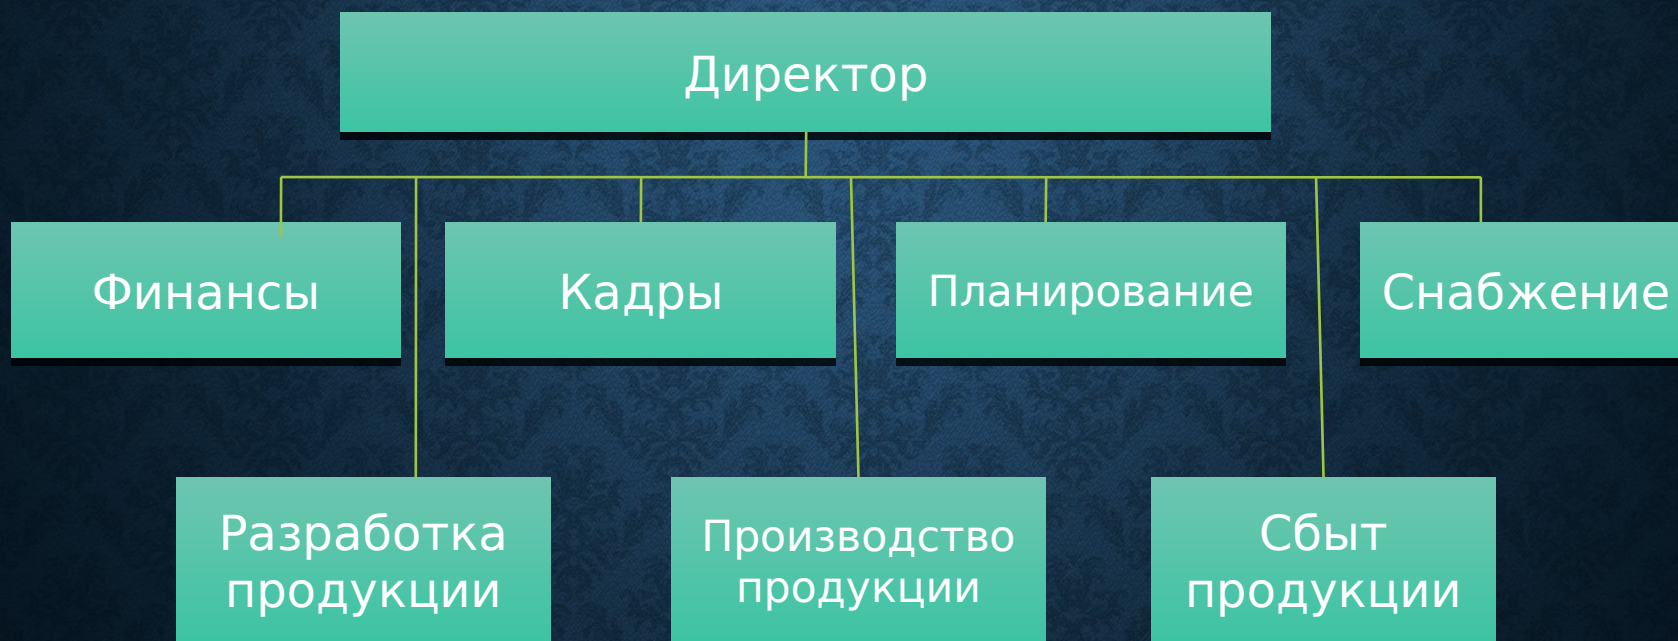 Директор
Финансы
Кадры
Планирование
Снабжение
Разработка
продукции
Производство
продукции
Сбыт
продукции